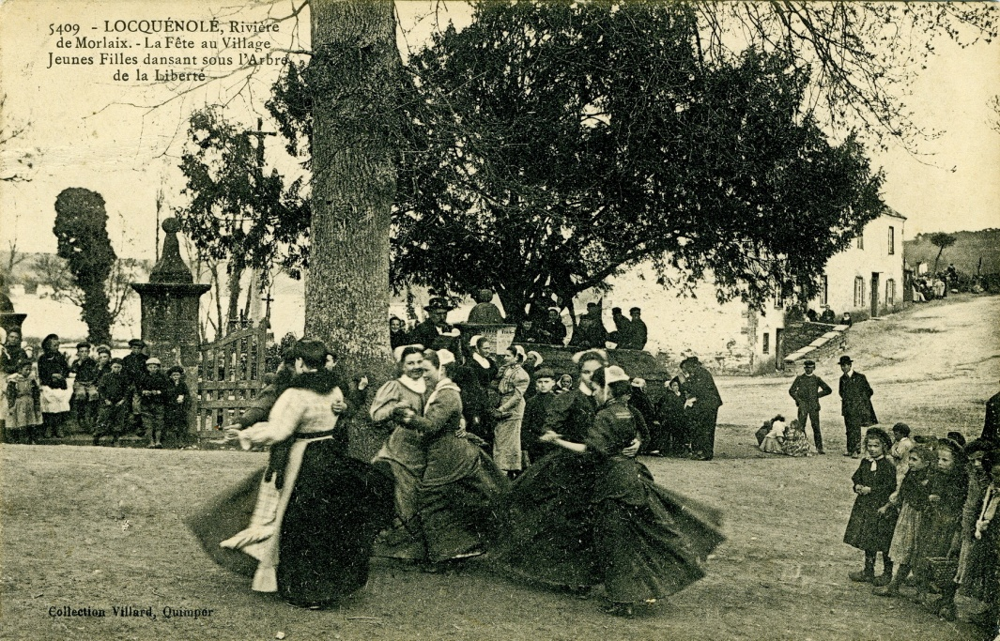 5409 - LOCQUÉNOLÉ, Rivière
de Morlaix. - La Fête au Village
Jeunes Filles dansant sous l'Arbre
de la Liberté
Collection Villard, Quimper